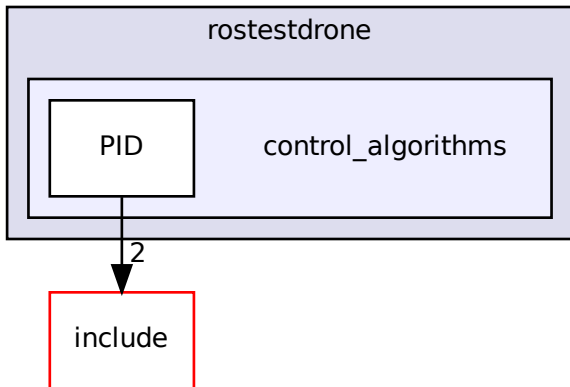 rostestdrone
PID
control_algorithms
2
include